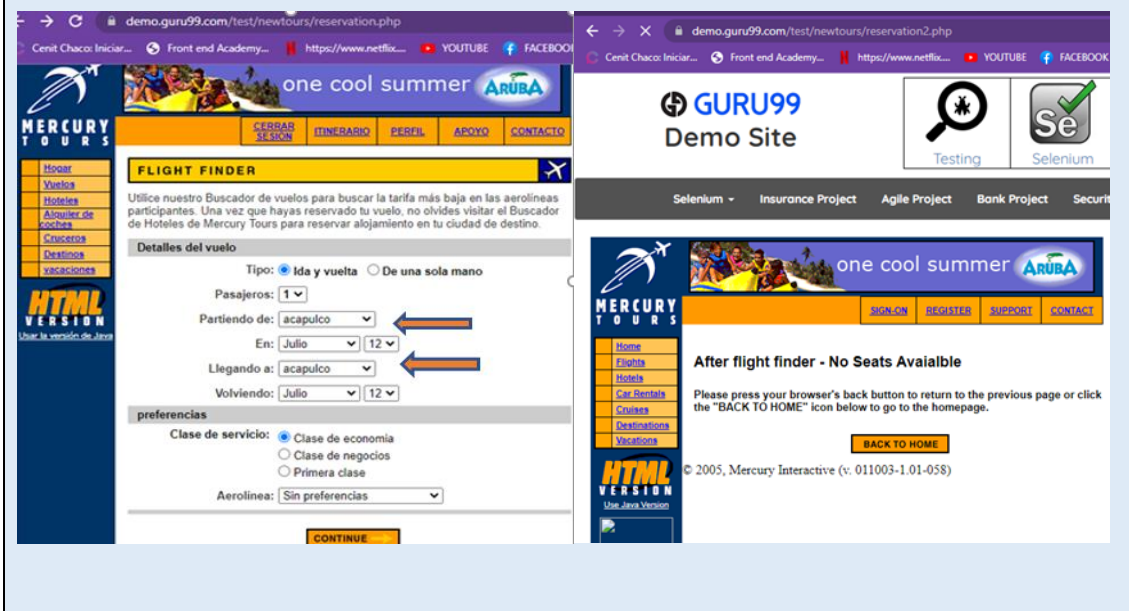 demo.guru99.com/test/newtours/reservation.php
Cenit Chaco: Iniciar... Front end Academy... https://www.netflix.... YOUTUBE FACEBOO
one cool summer ARUBA
MERCURY
TOURS
CERRAR SESIÓN ITINERARIO PERFIL APOYO CONTACTO
Hogar
Vuelos
Hoteles
Alquiler de
coches
Cruceros
Destinos
vacaciones
HTML
VERSION
Usar la versión de Java
FLIGHT FINDER
Utilice nuestro Buscador de vuelos para buscar la tarifa más baja en las aerolíneas
participantes. Una vez que hayas reservado tu vuelo, no olvides visitar el Buscador
de Hoteles de Mercury Tours para reservar alojamiento en tu ciudad de destino.
Detalles del vuelo
Tipo: Ida y vuelta De una sola mano
Pasajeros: 1
Partiendo de: acapulco
En: Julio 12
Llegando a: acapulco
Volviendo: Julio 12
preferencias
Clase de servicio: Clase de economía
Clase de negocios
Primera clase
Aerolinea: Sin preferencias
CONTINUE
demo.guru99.com/test/newtours/reservation2.php
Cenit Chaco: Iniciar... Front end Academy... https://www.netflix.... YOUTUBE FACEBOOK
GURU99
Demo Site
Testing
Se
Selenium
Selenium Insurance Project Agile Project Bank Project Securit
one cool summer ARUBA
MERCURY
TOURS
SIGN-ON REGISTER SUPPORT CONTACT
Home
Flights
Hotels
Car Rentals
Cruises
Destinations
Vacations
HTML
VERSION
Use Java Version
After flight finder - No Seats Avaialble
Please press your browser's back button to return to the previous page or click
the "BACK TO HOME" icon below to go to the homepage.
BACK TO HOME
© 2005, Mercury Interactive (v. 011003-1.01-058)